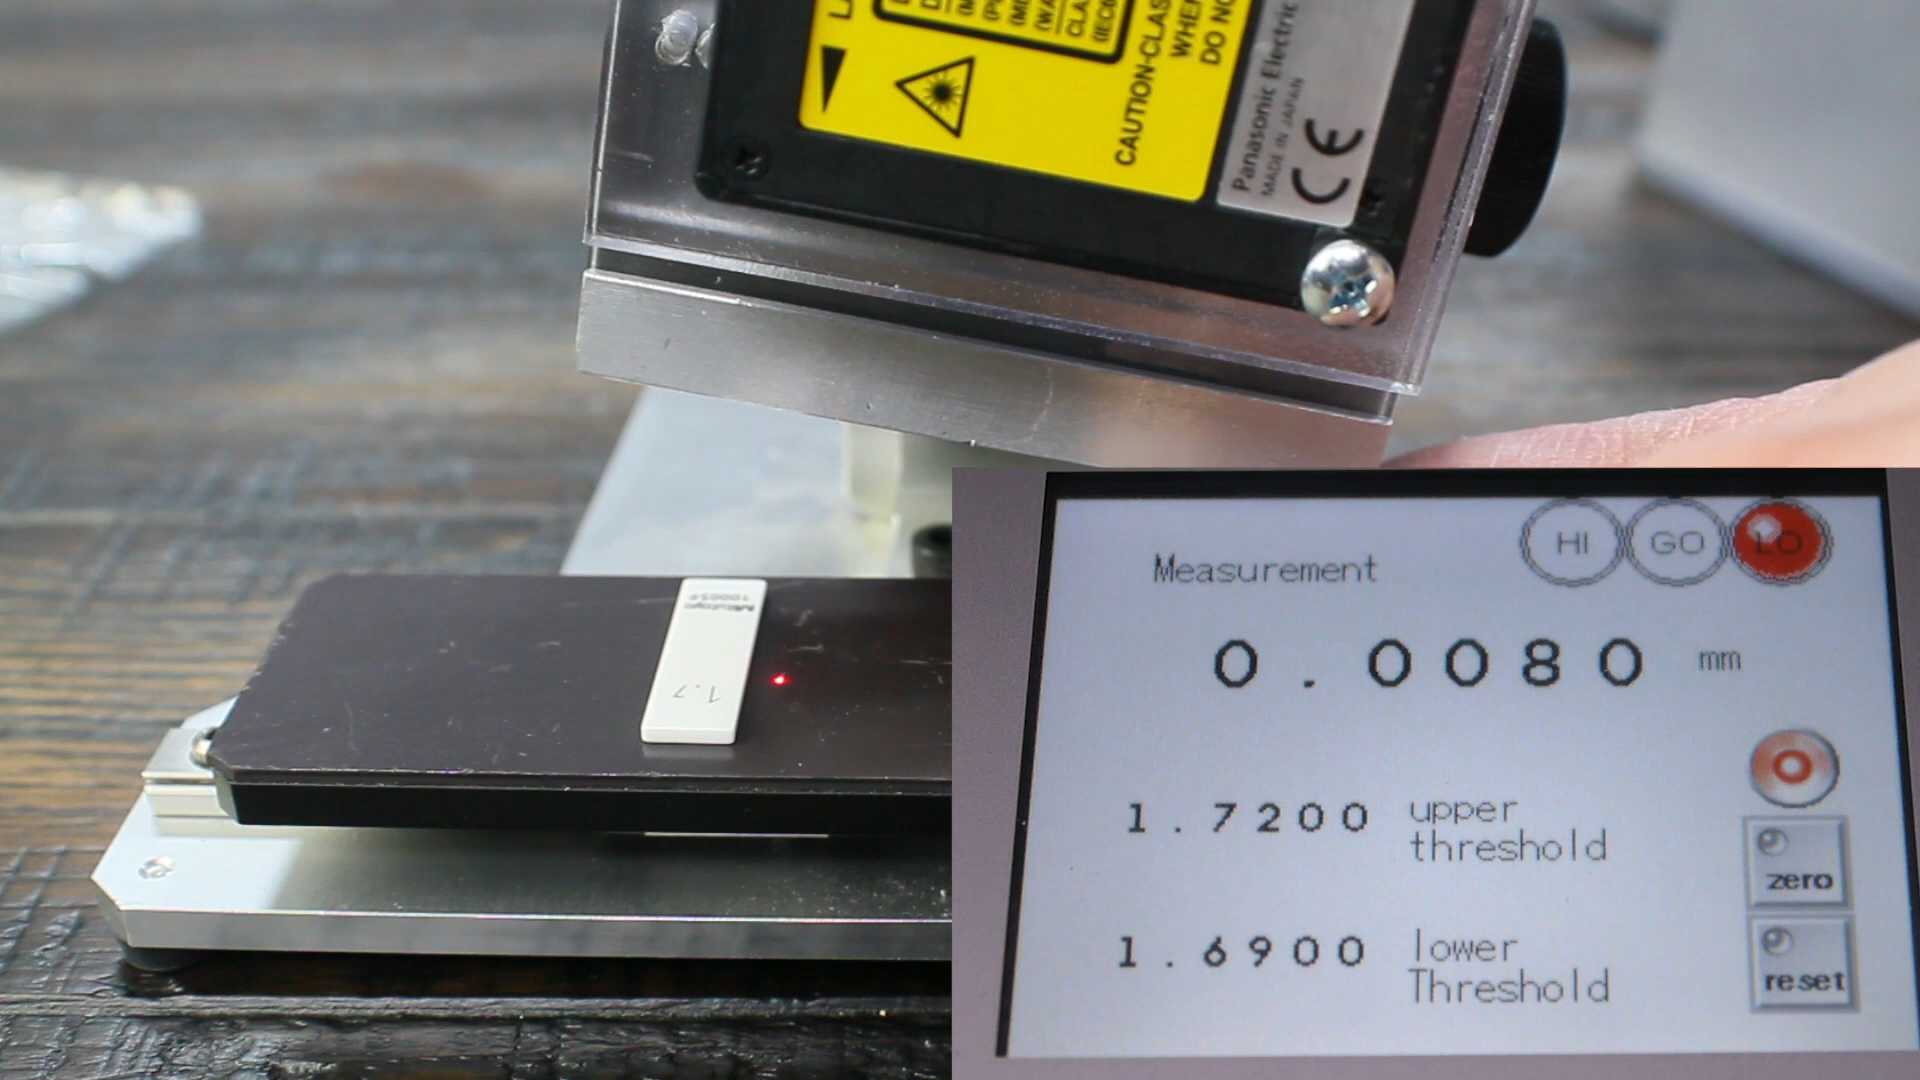 CAUTION-CLAS
WHEN
DO NO
Panasonic Electric
MADE IN JAPAN
CE
Mitutoyo
1.7
HI
GO
LO
Measurement
0.0080 mm
1.7200 upper
threshold
zero
1.6900 lower
Threshold
reset